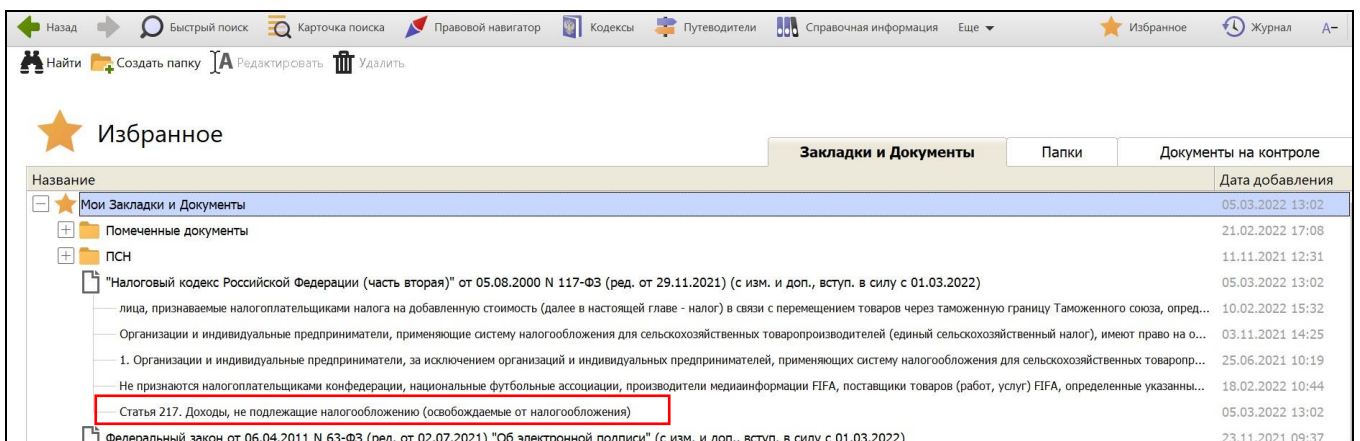 Назад Быстрый поиск Карточка поиска Правовой навигатор Кодексы Путеводители Справочная информация Еще Избранное Журнал А-
Найти Создать папку Редактировать Удалить
Избранное
Закладки и Документы Папки Документы на контроле
Название Дата добавления
Мои Закладки и Документы 05.03.2022 13:02
Помеченные документы 21.02.2022 17:08
ПСН 11.11.2021 12:31
"Налоговый кодекс Российской Федерации (часть вторая)" от 05.08.2000 N 117-ФЗ (ред. от 29.11.2021) (с изм. и доп., вступ. в силу с 01.03.2022) 05.03.2022 13:02
лица, признаваемые налогоплательщиками налога на добавленную стоимость (далее в настоящей главе - налог) в связи с перемещением товаров через таможенную границу Таможенного союза, опред... 10.02.2022 15:32
Организации и индивидуальные предприниматели, применяющие систему налогообложения для сельскохозяйственных товаропроизводителей (единый сельскохозяйственный налог), имеют право на о... 03.11.2021 14:25
1. Организации и индивидуальные предприниматели, за исключением организаций и индивидуальных предпринимателей, применяющих систему налогообложения для сельскохозяйственных товаропр... 25.06.2021 10:19
Не признаются налогоплательщиками конфедерации, национальные футбольные ассоциации, производители медиаинформации FIFA, поставщики товаров (работ, услуг) FIFA, определенные указанны... 18.02.2022 10:44
Статья 217. Доходы, не подлежащие налогообложению (освобождаемые от налогообложения) 05.03.2022 13:02
Федеральный закон от 06.04.2011 N 63-ФЗ (ред. от 02.07.2021) "Об электронной подписи" (с изм. и доп., вступ. в силу с 01.03.2022) 23.11.2021 09:37